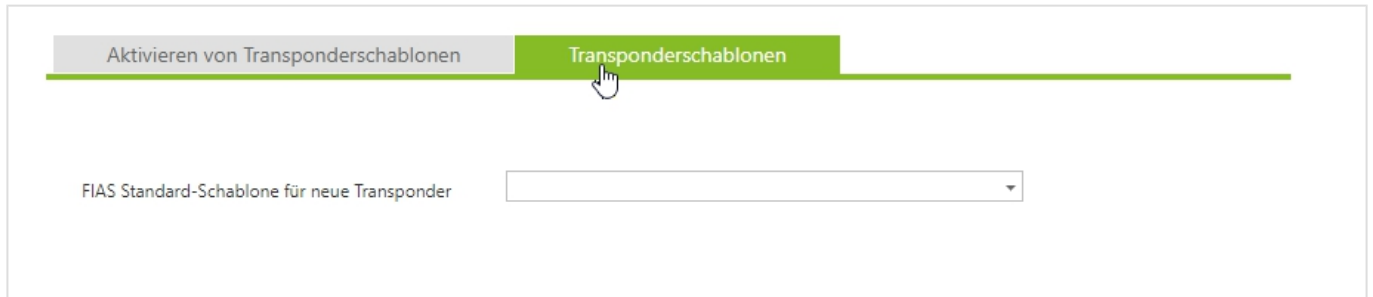 Aktivieren von Transponderschablonen
Transponderschablonen
FIAS Standard-Schablone für neue Transponder